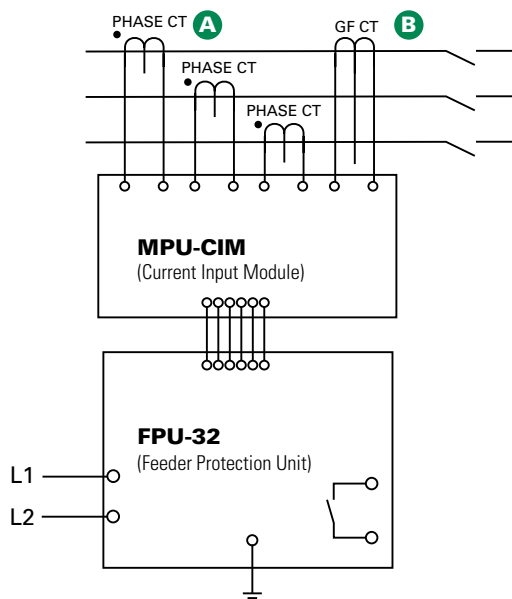 PHASE CT A
GF CT B
PHASE CT
PHASE CT
MPU-CIM
(Current Input Module)
FPU-32
(Feeder Protection Unit)
L1
L2